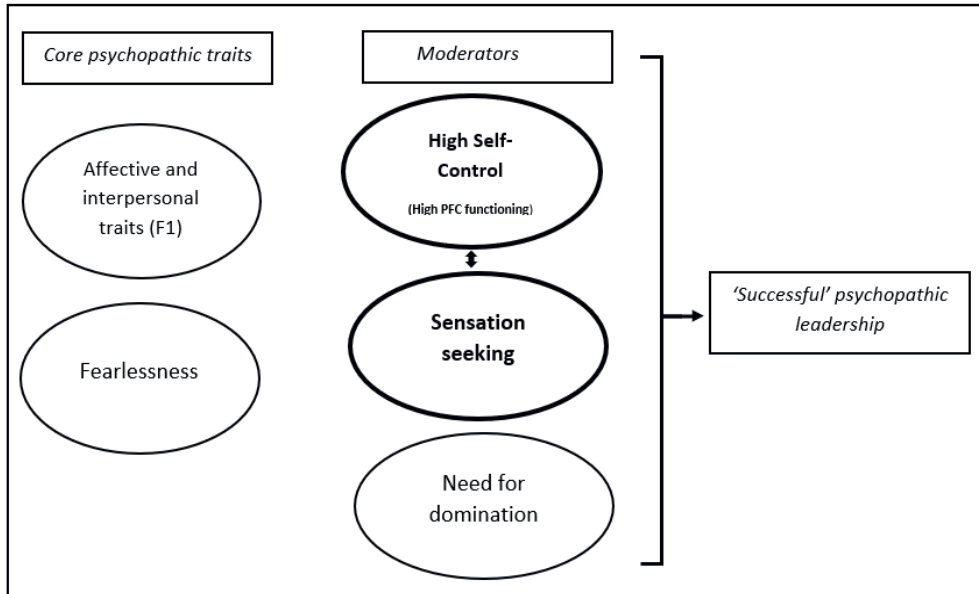 Core psychopathic traits
Affective and
interpersonal
traits (F1)
Fearlessness
Moderators
High Self-
Control
(High PFC functioning)
Sensation
seeking
Need for
domination
‘Successful’ psychopathic
leadership